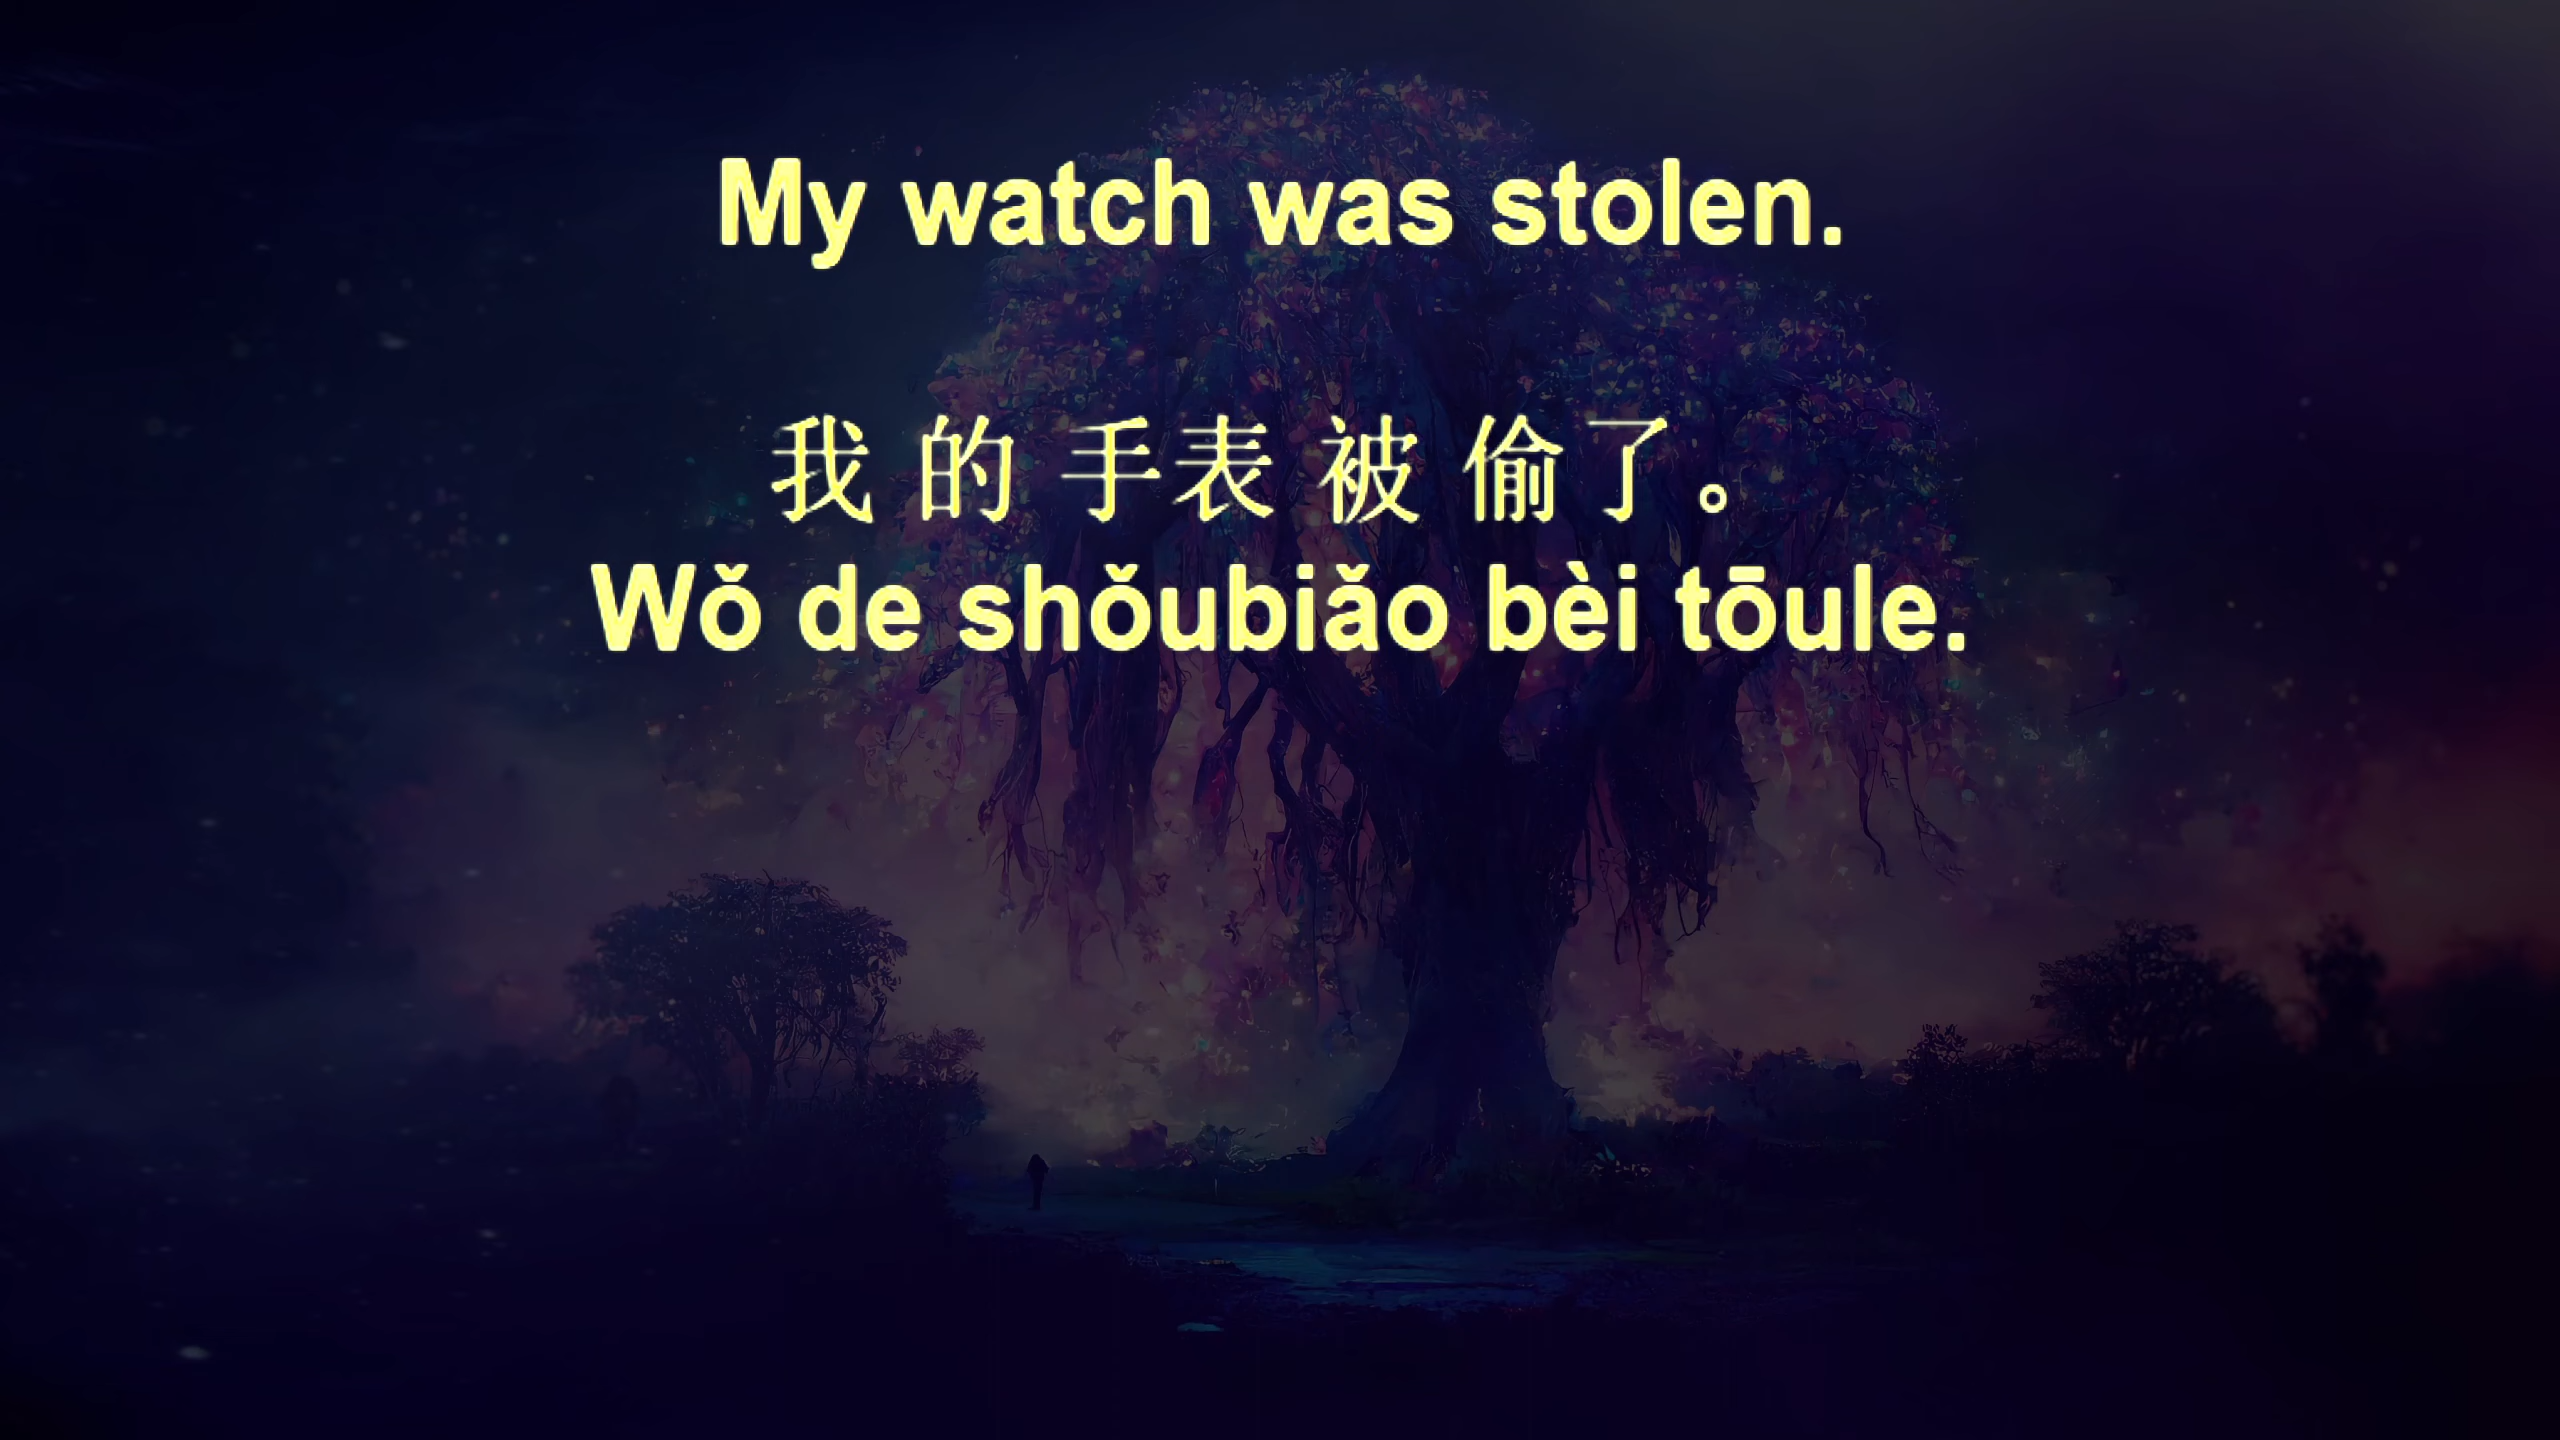 My watch was stolen.
我 的 手表 被 偷了。
Wǒ de shǒubiǎo bèi tōule.